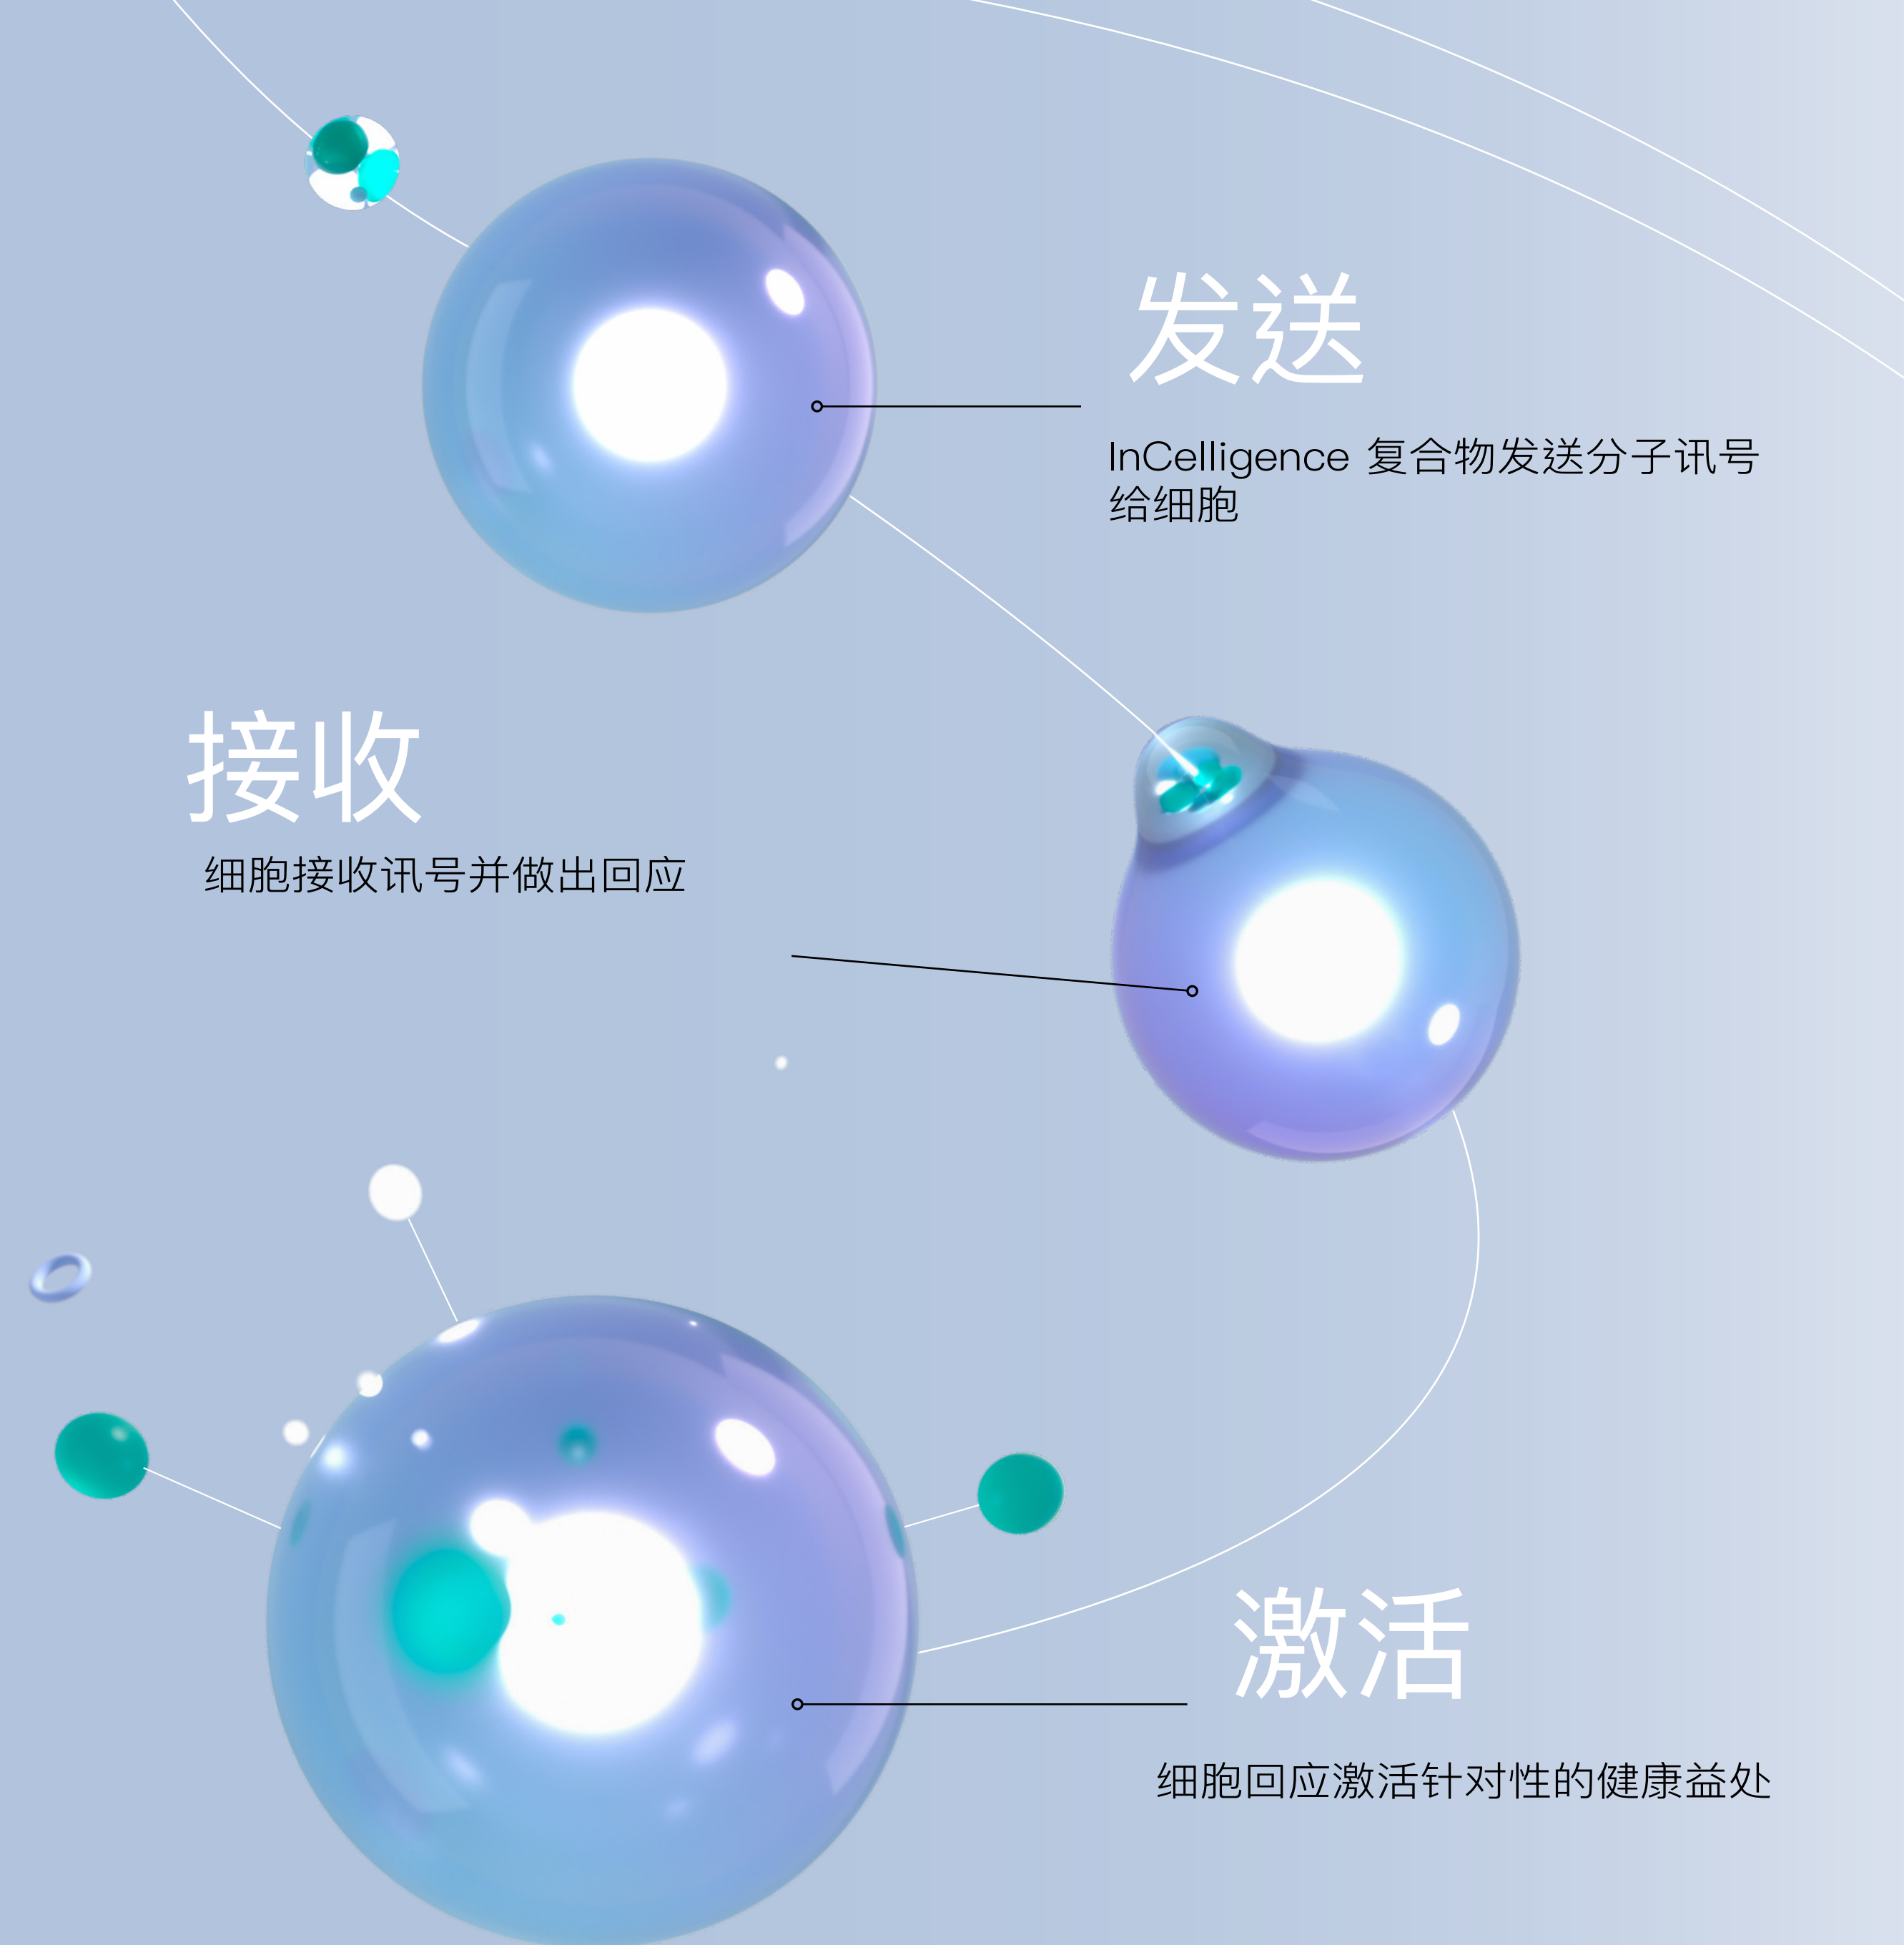 发送
InCelligence 复合物发送分子讯号
给细胞
接收
细胞接收讯号并做出回应
激活
细胞回应激活针对性的健康益处